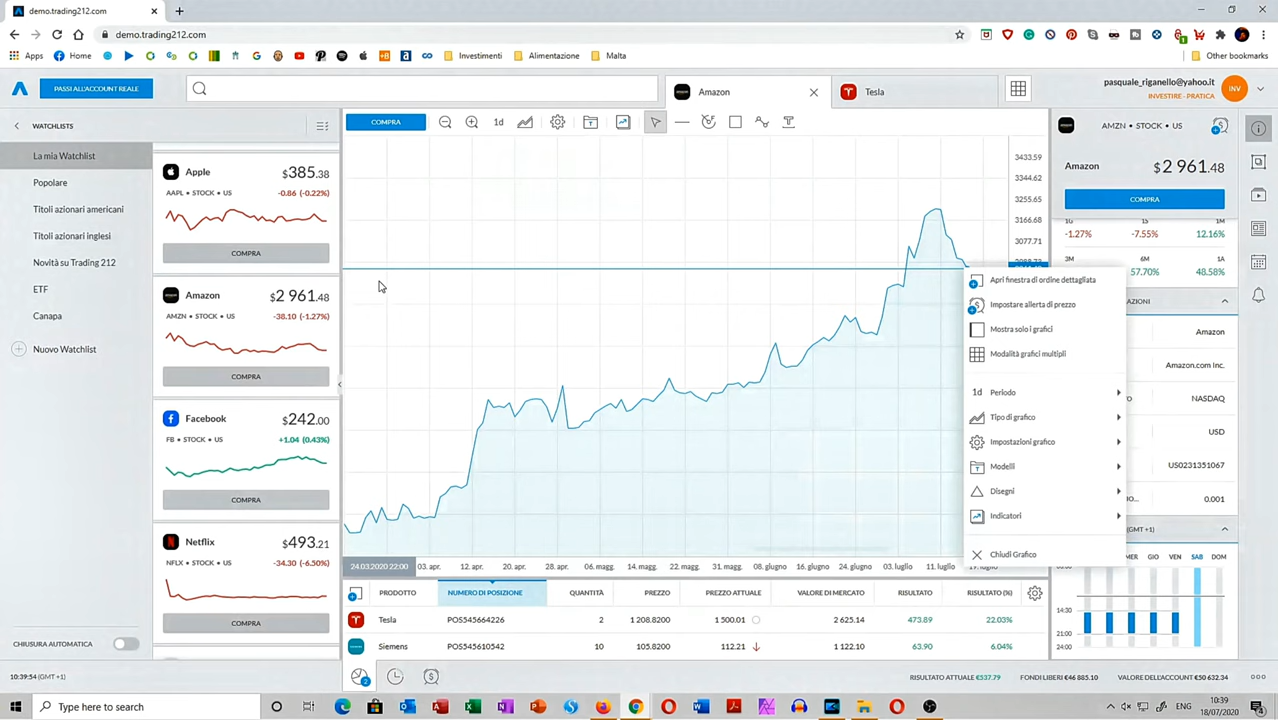 demo.trading212.com
demo.trading212.com
Apps Home Investimenti Alimentazione Malta Other bookmarks
PASSI ALL'ACCOUNT REALE
Amazon
Tesla
pasquale_riganello@yahoo.it
INVESTIRE - PRATICA
INV
WATCHLISTS
La mia Watchlist
Popolare
Titoli azionari americani
Titoli azionari inglesi
Novità su Trading 212
ETF
Canapa
Nuovo Watchlist
CHIUSURA AUTOMATICA
Apple $385.38
AAPL • STOCK • US -0.86 (-0.22%)
COMPRA
Amazon $2 961.48
AMZN • STOCK • US -38.10 (-1.27%)
COMPRA
Facebook $242.00
FB • STOCK • US +1.04 (0.43%)
COMPRA
Netflix $493.21
NFLX • STOCK • US -34.30 (-6.50%)
COMPRA
COMPRA 1d
3433.59
3344.62
3255.65
3166.68
3077.71
Apri finestra di ordine dettagliata
Impostare allerta di prezzo
Mostra solo i grafici
Modalità grafici multipli
1d Periodo
Tipo di grafico
Impostazioni grafico
Modelli
Disegni
Indicatori
Chiudi Grafico
24.03.2020 22:00 03. apr. 12. apr. 20. apr. 28. apr. 06. magg. 14. magg. 22. magg. 31. magg. 08. giugno 16. giugno 24. giugno 03. luglio 11. luglio 19. luglio
PRODOTTO NUMERO DI POSIZIONE QUANTITÀ PREZZO PREZZO ATTUALE VALORE DI MERCATO RISULTATO RISULTATO (%)
Tesla POS545664226 2 1 208.8200 1 500.01 2 625.14 473.89 22.03%
Siemens POS545610542 10 105.8200 112.21 1 122.10 63.90 6.04%
AMZN • STOCK • US
Amazon $2 961.48
COMPRA
1G 1S 1M
-1.27% -7.55% 12.16%
3M
57.70% 48.58%
AZIONI
Amazon
Amazon.com Inc.
NASDAQ
USD
US0231351067
0.001
(GMT +1)
MER GIO VEN SAB DOM
14:30
21:00
24:00
10:39:54 (GMT +1)
2
RISULTATO ATTUALE €537.79 FONDI LIBERI €46 885.10 VALORE DELL'ACCOUNT €50 632.34
Type here to search
10:39
18/07/2020
4